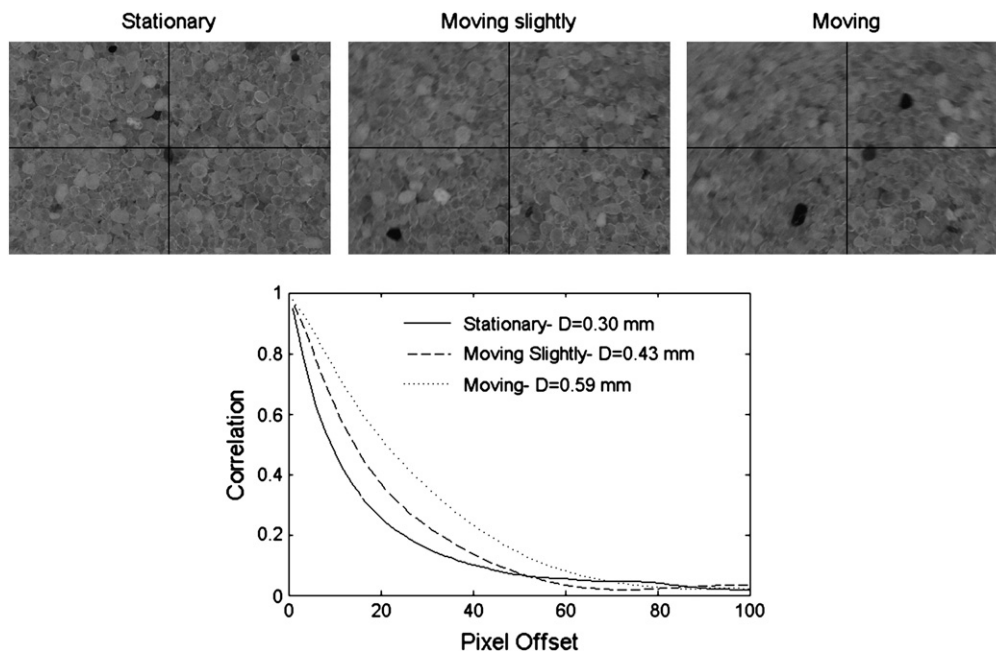 Stationary
Moving slightly
Moving
1
0.8
0.6
0.4
0.2
0
Correlation
Stationary- D=0.30 mm
Moving Slightly- D=0.43 mm
Moving- D=0.59 mm
0
20
40
60
80
100
Pixel Offset